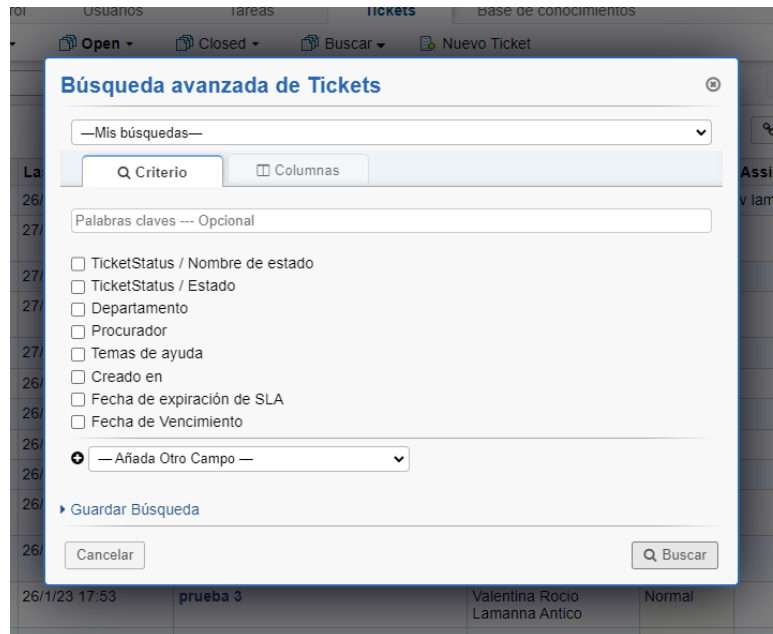 Usuarios Tareas Tickets Base de conocimientos
Open Closed Buscar Nuevo Ticket
Búsqueda avanzada de Tickets
—Mis búsquedas—
Criterio Columnas
Palabras claves --- Opcional
TicketStatus / Nombre de estado
TicketStatus / Estado
Departamento
Procurador
Temas de ayuda
Creado en
Fecha de expiración de SLA
Fecha de Vencimiento
— Añada Otro Campo —
Guardar Búsqueda
Cancelar Buscar
26/1/23 17:53 prueba 3 Valentina Rocio Normal
Lamanna Antico